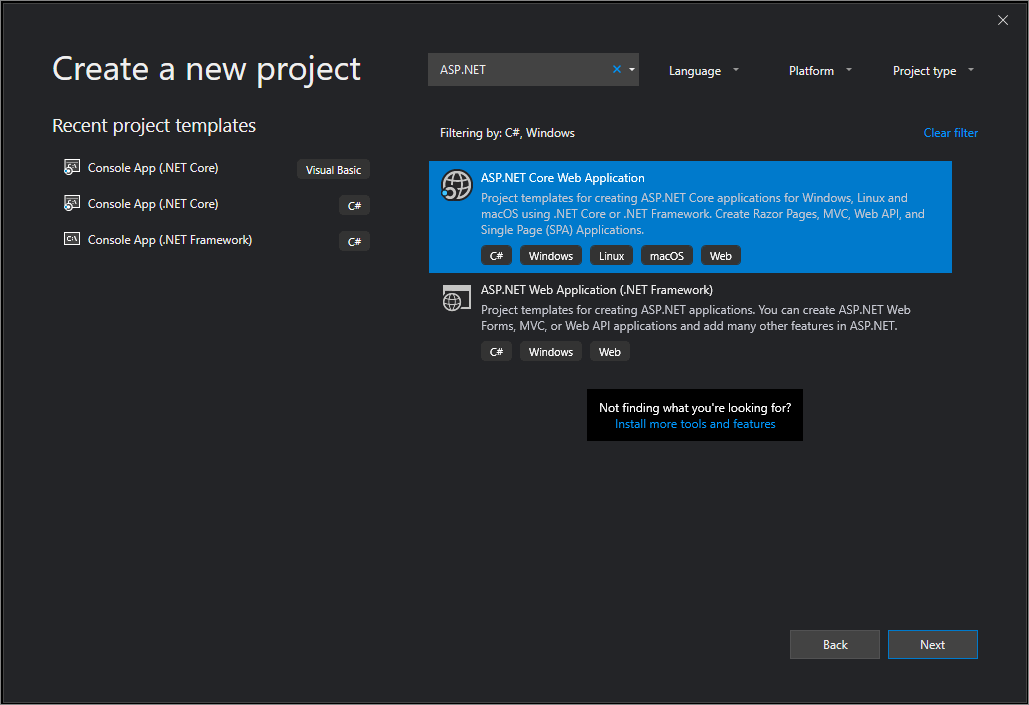 Create a new project
ASP.NET
Language
Platform
Project type
Recent project templates
Console App (.NET Core)
Visual Basic
Console App (.NET Core)
C#
Console App (.NET Framework)
C#
Filtering by: C#, Windows
Clear filter
ASP.NET Core Web Application
Project templates for creating ASP.NET Core applications for Windows, Linux and
macOS using .NET Core or .NET Framework. Create Razor Pages, MVC, Web API, and
Single Page (SPA) Applications.
C#
Windows
Linux
macOS
Web
ASP.NET Web Application (.NET Framework)
Project templates for creating ASP.NET applications. You can create ASP.NET Web
Forms, MVC, or Web API applications and add many other features in ASP.NET.
C#
Windows
Web
Not finding what you're looking for?
Install more tools and features
Back
Next